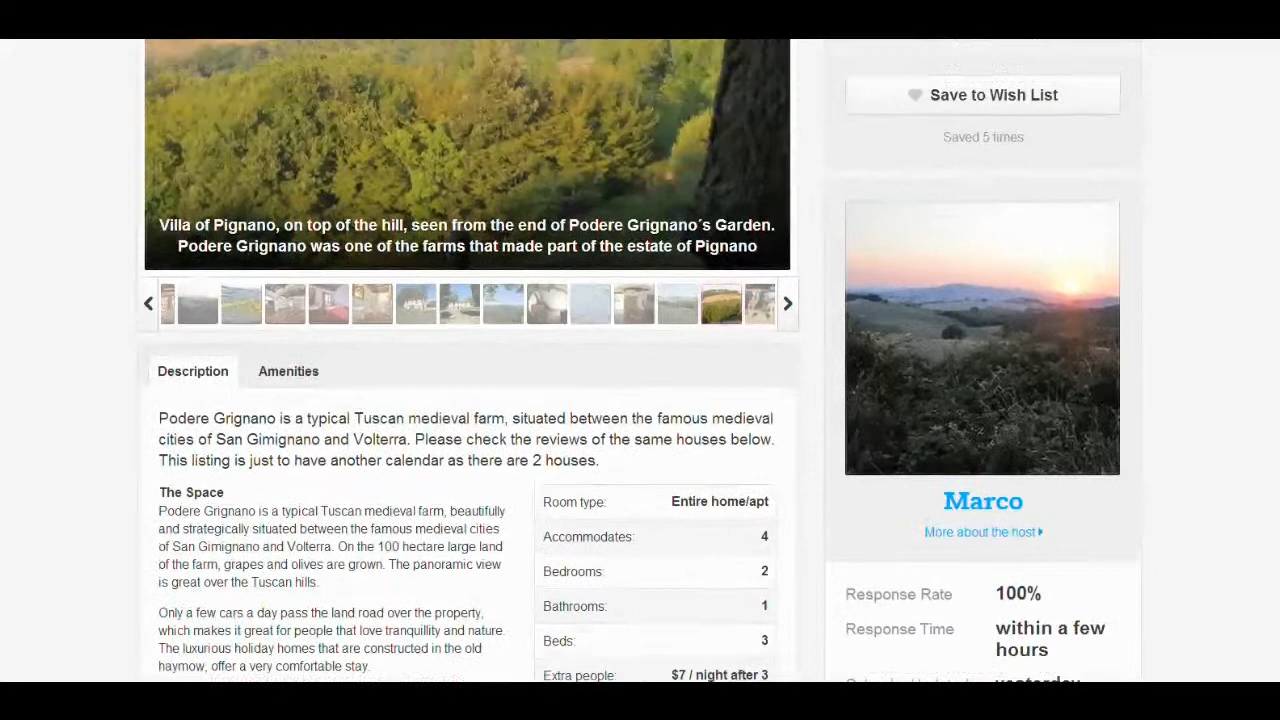 Save to Wish List
Saved 5 times
Villa of Pignano, on top of the hill, seen from the end of Podere Grignano´s Garden.
Podere Grignano was one of the farms that made part of the estate of Pignano
Description
Amenities
Podere Grignano is a typical Tuscan medieval farm, situated between the famous medieval
cities of San Gimignano and Volterra. Please check the reviews of the same houses below.
This listing is just to have another calendar as there are 2 houses.
The Space
Podere Grignano is a typical Tuscan medieval farm, beautifully
and strategically situated between the famous medieval cities
of San Gimignano and Volterra. On the 100 hectare large land
of the farm, grapes and olives are grown. The panoramic view
is great over the Tuscan hills.
Only a few cars a day pass the land road over the property,
which makes it great for people that love tranquillity and nature.
The luxurious holiday homes that are constructed in the old
haymow, offer a very comfortable stay.
Room type: Entire home/apt
Accommodates: 4
Bedrooms: 2
Bathrooms: 1
Beds: 3
Extra people: $7 / night after 3
Marco
More about the host
Response Rate 100%
Response Time within a few
hours
yesterday